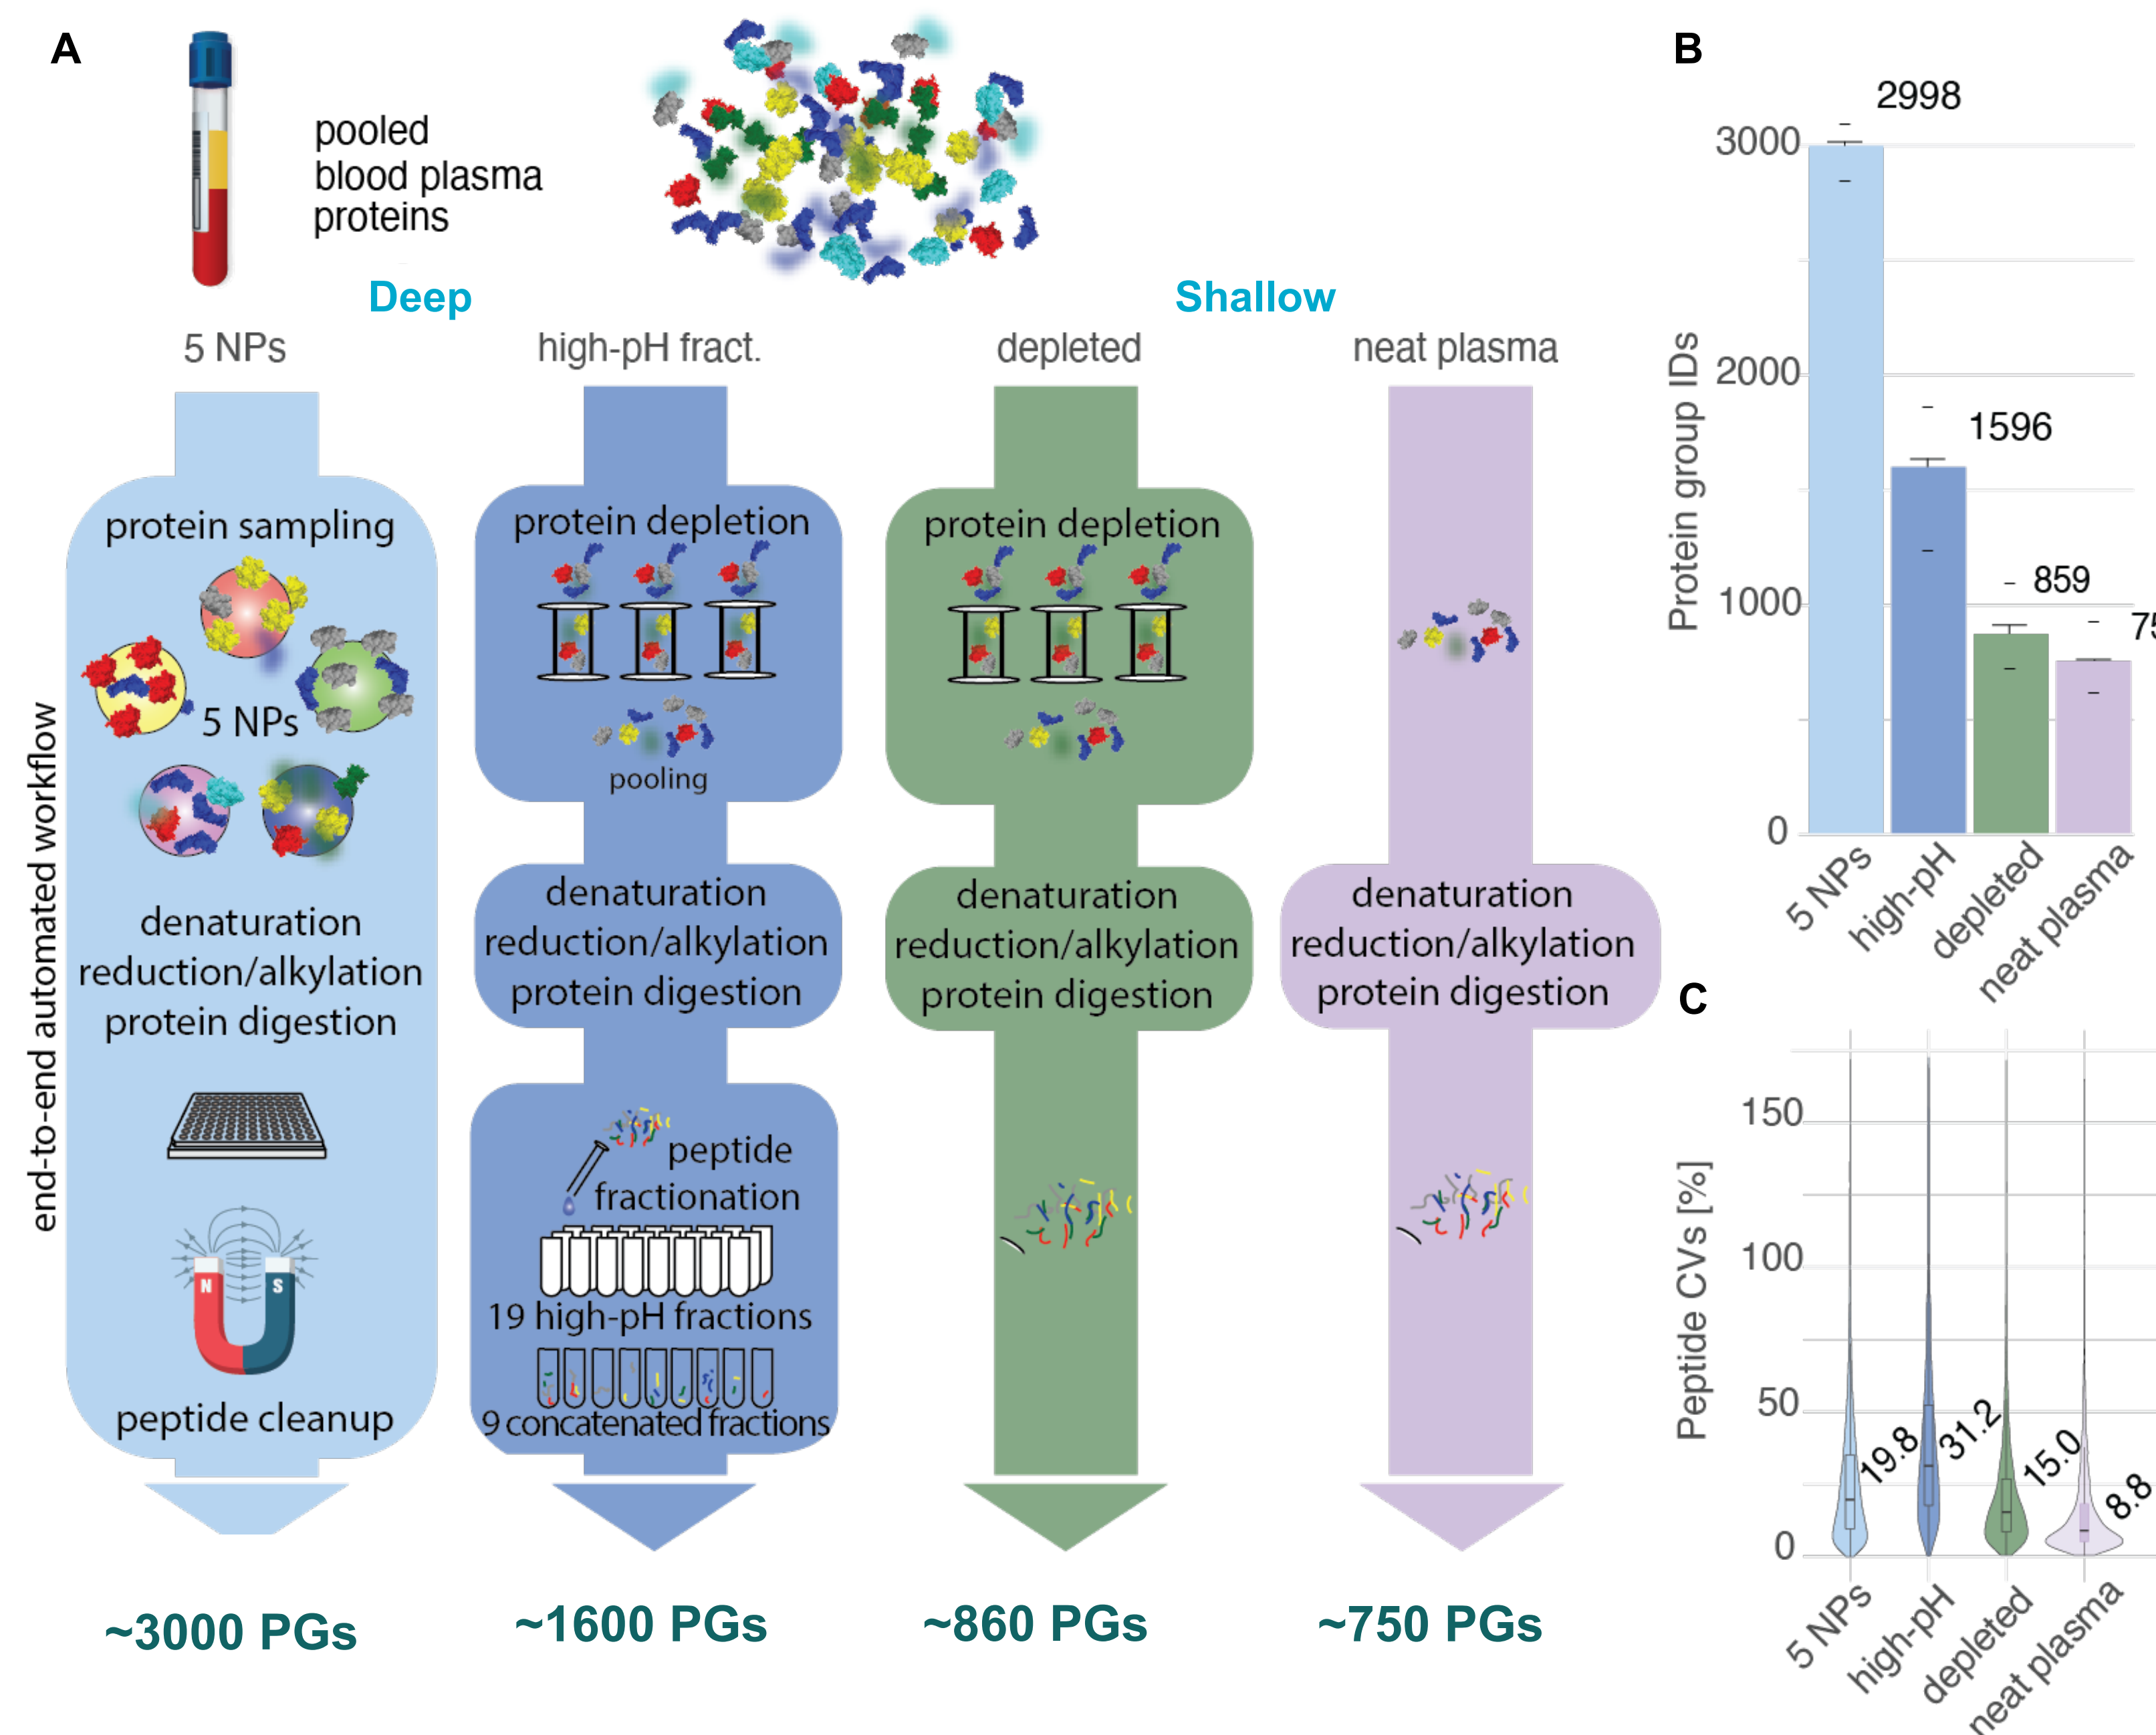 A
pooled
blood plasma
proteins
Deep
Shallow
5 NPs
high-pH fract.
depleted
neat plasma
end-to-end automated workflow
protein sampling
5 NPs
denaturation
reduction/alkylation
protein digestion
N
S
peptide cleanup
~3000 PGs
protein depletion
pooling
denaturation
reduction/alkylation
protein digestion
peptide
fractionation
19 high-pH fractions
9 concatenated fractions
~1600 PGs
protein depletion
denaturation
reduction/alkylation
protein digestion
~860 PGs
denaturation
reduction/alkylation
protein digestion
~750 PGs
B
Protein group IDs
3000
2000
1000
0
2998
1596
859
5 NPs
high-pH
depleted
neat plasma
C
Peptide CVs [%]
150
100
50
0
19.8
31.2
15.0
8.8
5 NPs
high-pH
depleted
neat plasma